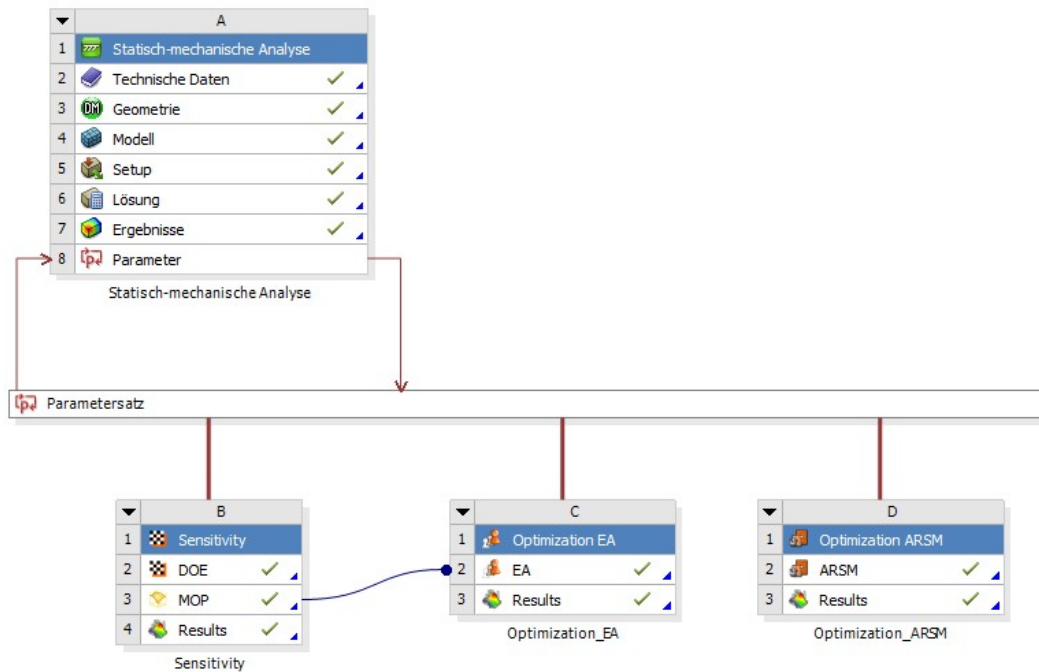 A
1 Statisch-mechanische Analyse
2 Technische Daten
3 DM Geometrie
4 Modell
5 Setup
6 Lösung
7 Ergebnisse
8 Parameter
Statisch-mechanische Analyse
Parametersatz
B
1 Sensitivity
2 DOE
3 MOP
4 Results
Sensitivity
C
1 Optimization EA
2 EA
3 Results
Optimization_EA
D
1 Optimization ARSM
2 ARSM
3 Results
Optimization_ARSM